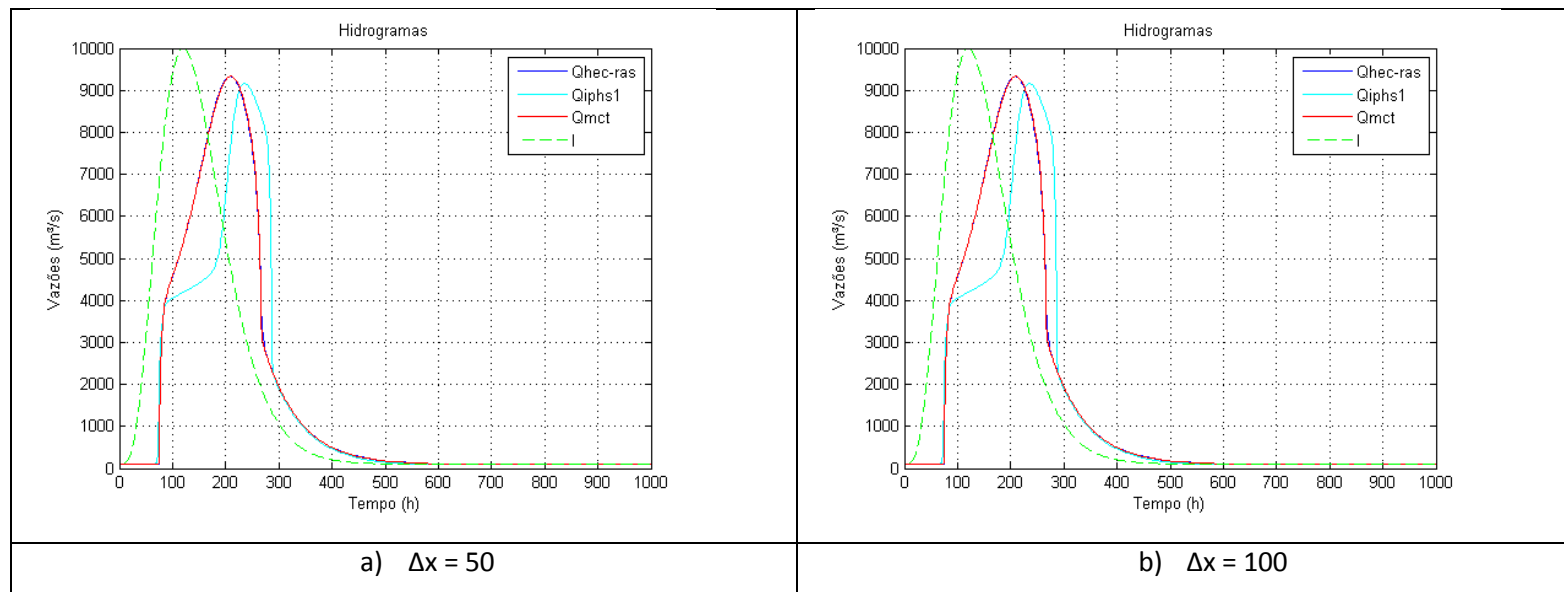 Hidrogramas
10000
9000
8000
7000
6000
5000
4000
3000
2000
1000
0
Vazões (m³/s)
0 100 200 300 400 500 600 700 800 900 1000
Tempo (h)
Qhec-ras
Qiphs1
Qmct
I
a) Δx = 50
Hidrogramas
10000
9000
8000
7000
6000
5000
4000
3000
2000
1000
0
Vazões (m³/s)
0 100 200 300 400 500 600 700 800 900 1000
Tempo (h)
Qhec-ras
Qiphs1
Qmct
I
b) Δx = 100